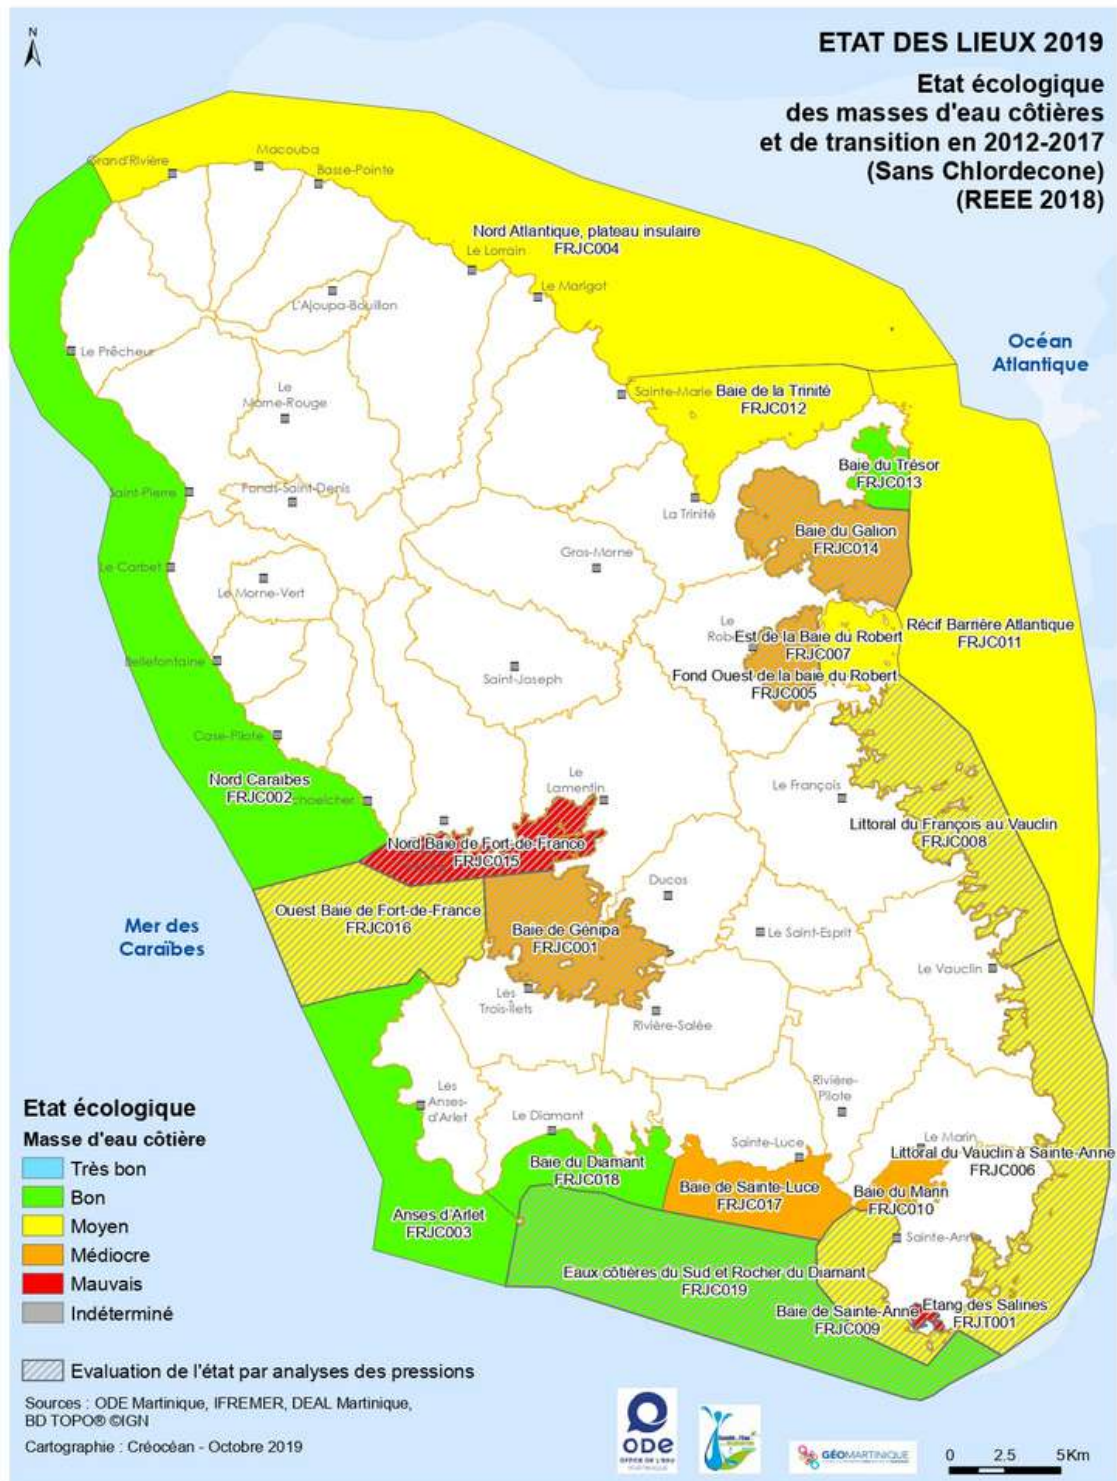 N
ETAT DES LIEUX 2019
Etat écologique
des masses d'eau côtières
et de transition en 2012-2017
(Sans Chlordecone)
(REEE 2018)
Grand'Rivière
Macouba
Basse-Pointe
Nord Atlantique, plateau insulaire
FRJC004
Le Lorrain
L'Ajoupa-Bouillon
Le Marigot
Océan
Atlantique
Le Prêcheur
Le
Morne-Rouge
Sainte-Marie
Baie de la Trinité
FRJC012
Baie du Trésor
FRJC013
Saint-Pierre
Fonds-Saint-Denis
La Trinité
Baie du Galion
FRJC014
Gros-Morne
Le Carbet
Le Morne-Vert
Le
Rob
Est de la Baie du Robert
FRJC007
Récif Barrière Atlantique
FRJC011
Bellefontaine
Saint-Joseph
Fond Ouest de la baie du Robert
FRJC005
Case-Pilote
Nord Caraïbes
FRJC002
choelcher
Le
Lamentin
Le François
Littoral du François au Vauclin
FRJC008
Nord Baie de Fort-de-France
FRJC015
Ducos
Ouest Baie de Fort-de-France
FRJC016
Baie de Génipa
FRJC001
Le Saint-Esprit
Mer des
Caraïbes
Le Vauclin
Les
Trois-Îlets
Rivière-Salée
Les
Anses-
d'Arlet
Le Diamant
Rivière-
Pilote
Sainte-Luce
Le Marin
Littoral du Vauclin à Sainte-Anne
FRJC006
Baie du Diamant
FRJC018
Baie de Sainte-Luce
FRJC017
Baie du Marin
FRJC010
Anses d'Arlet
FRJC003
Sainte-Ann
Eaux côtières du Sud et Rocher du Diamant
FRJC019
Baie de Sainte-Anne
FRJC009
Etang des Salines
FRJT001
Etat écologique
Masse d'eau côtière
Très bon
Bon
Moyen
Médiocre
Mauvais
Indéterminé
Evaluation de l'état par analyses des pressions
Sources : ODE Martinique, IFREMER, DEAL Martinique,
BD TOPO® ©IGN
Cartographie : Créocéan - Octobre 2019
ODE
OFFICE DE L'EAU
MARTINIQUE
GÉOMARTINIQUE
0 2.5 5Km